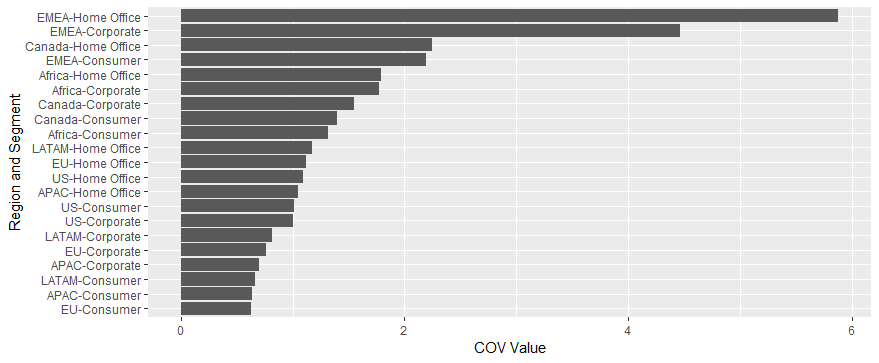 EMEA-Home Office
EMEA-Corporate
Canada-Home Office
EMEA-Consumer
Africa-Home Office
Africa-Corporate
Canada-Corporate
Canada-Consumer
Africa-Consumer
LATAM-Home Office
EU-Home Office
US-Home Office
APAC-Home Office
US-Consumer
US-Corporate
LATAM-Corporate
EU-Corporate
APAC-Corporate
LATAM-Consumer
APAC-Consumer
EU-Consumer
Region and Segment
0 2 4 6
COV Value